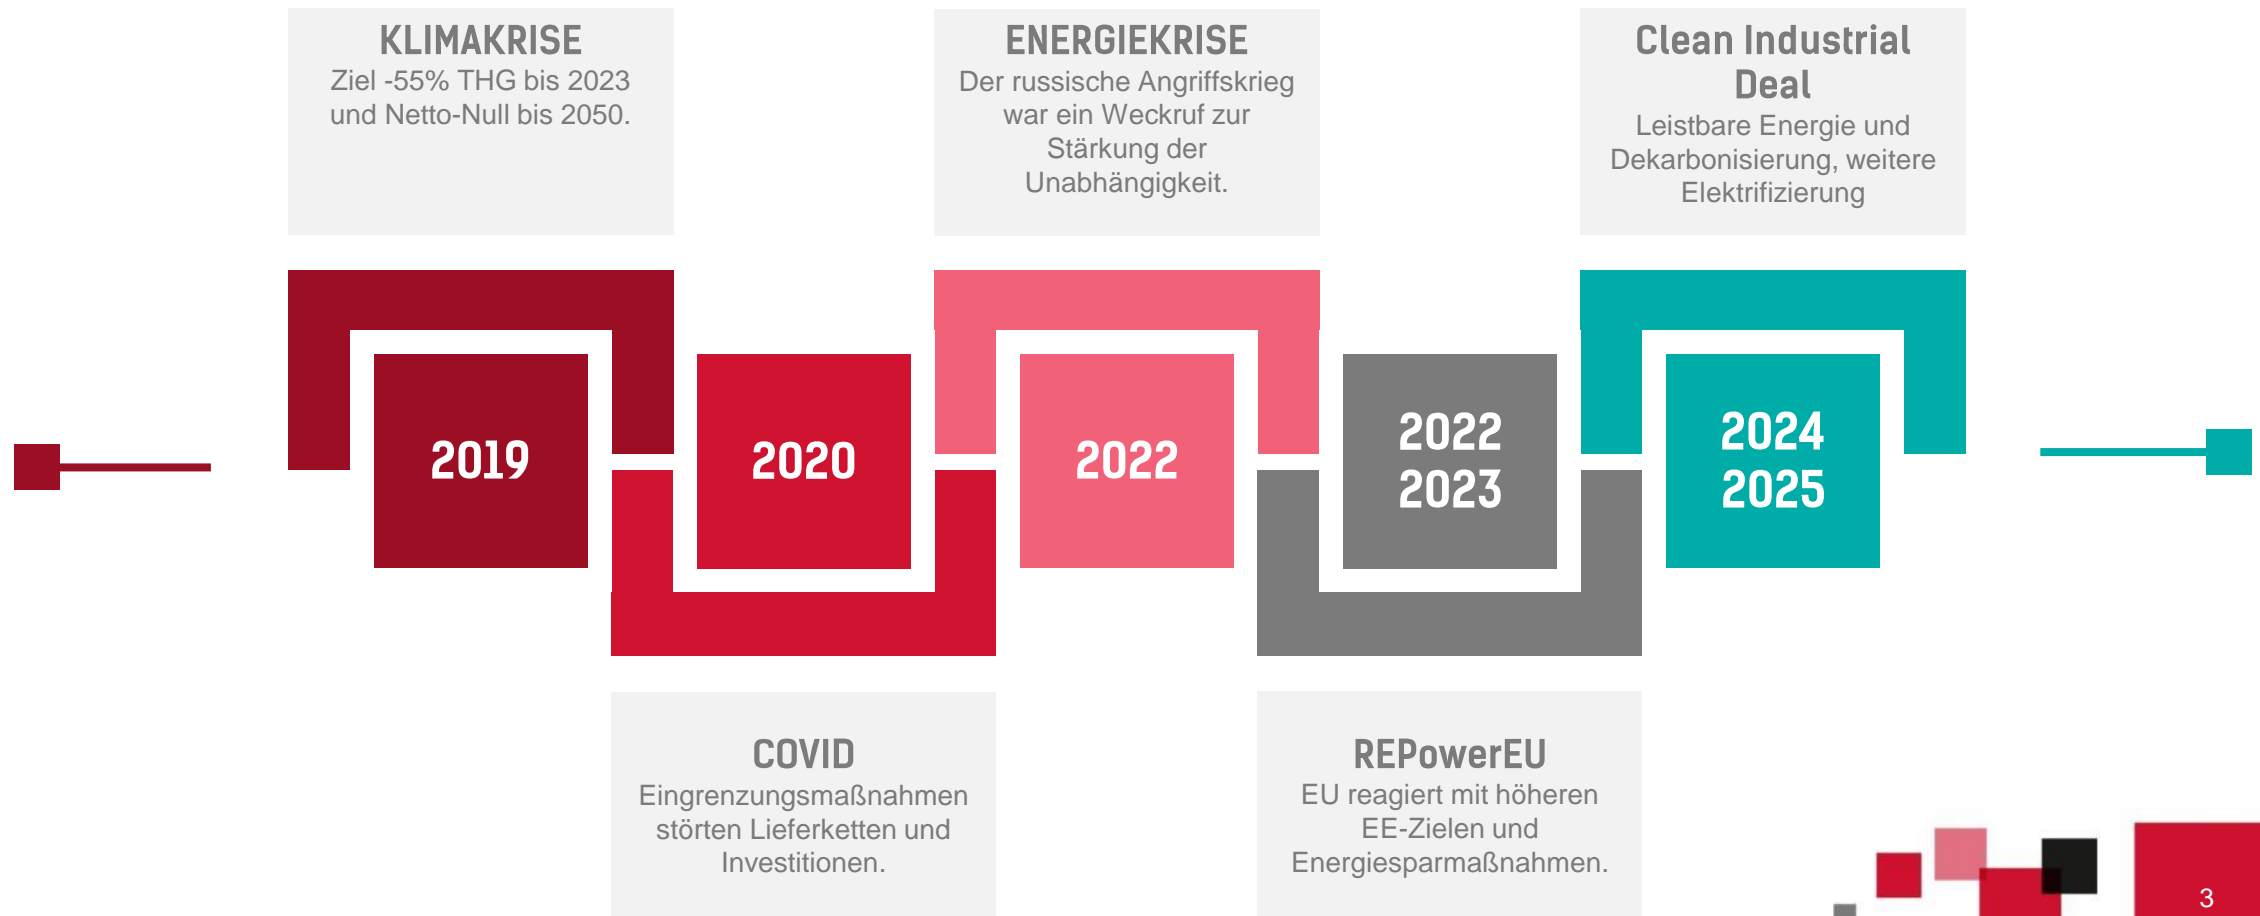 KLIMAKRISE
Ziel -55% THG bis 2023
und Netto-Null bis 2050.
ENERGIEKRISE
Der russische Angriffskrieg
war ein Weckruf zur
Stärkung der
Unabhängigkeit.
Clean Industrial
Deal
Leistbare Energie und
Dekarbonisierung, weitere
Elektrifizierung
2019
2020
2022
2022
2023
2024
2025
COVID
Eingrenzungsmaßnahmen
störten Lieferketten und
Investitionen.
REPowerEU
EU reagiert mit höheren
EE-Zielen und
Energiesparmaßnahmen.
3